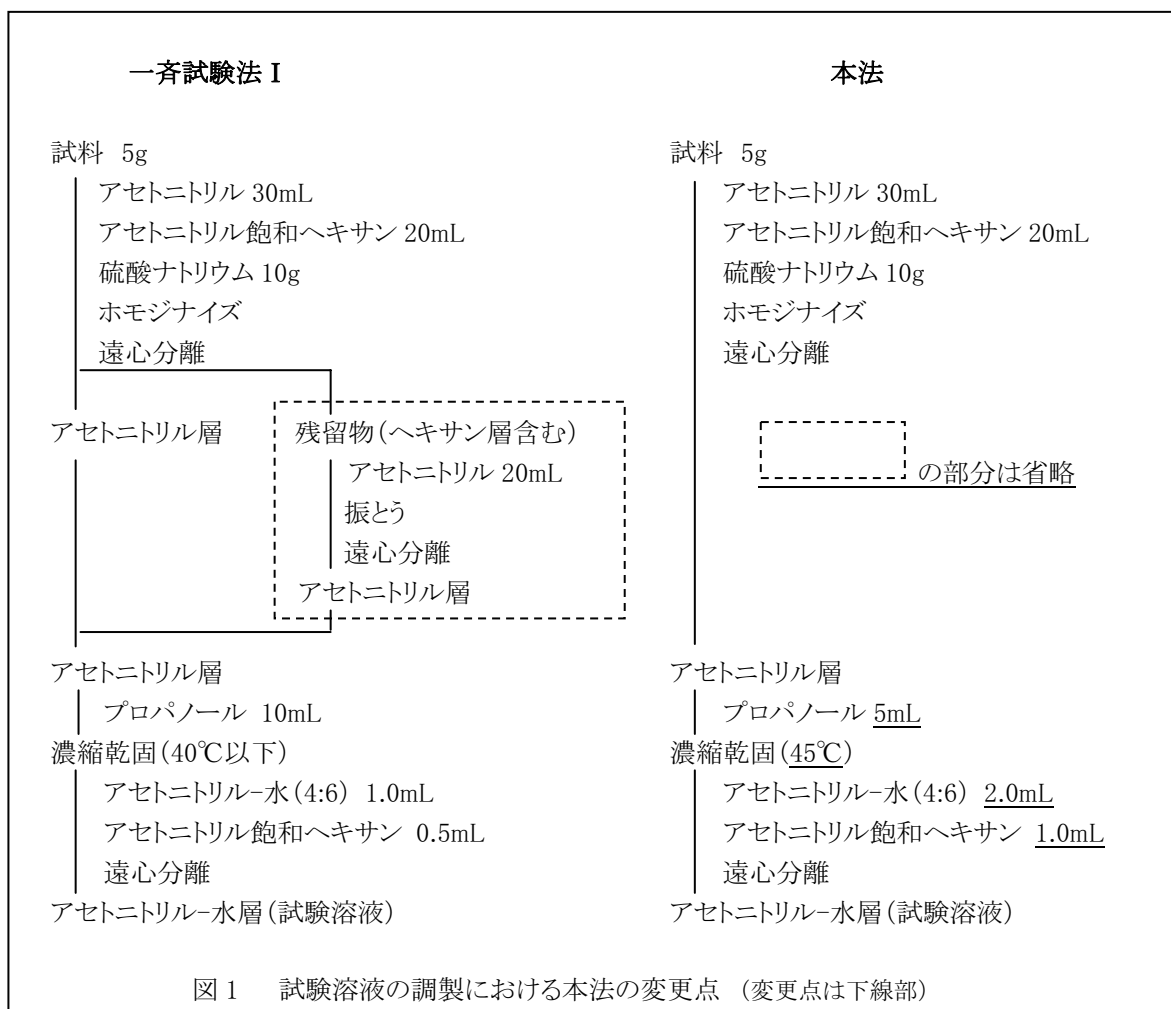 一斉試験法Ⅰ
試料 5g
アセトニトリル 30mL
アセトニトリル飽和ヘキサン 20mL
硫酸ナトリウム 10g
ホモジナイズ
遠心分離
アセトニトリル層
残留物(ヘキサン層含む)
アセトニトリル 20mL
振とう
遠心分離
アセトニトリル層
アセトニトリル層
プロパノール 10mL
濃縮乾固(40℃以下)
アセトニトリル-水(4:6) 1.0mL
アセトニトリル飽和ヘキサン 0.5mL
遠心分離
アセトニトリル-水層(試験溶液)
本法
試料 5g
アセトニトリル 30mL
アセトニトリル飽和ヘキサン 20mL
硫酸ナトリウム 10g
ホモジナイズ
遠心分離
の部分は省略
アセトニトリル層
プロパノール 5mL
濃縮乾固(45℃)
アセトニトリル-水(4:6) 2.0mL
アセトニトリル飽和ヘキサン 1.0mL
遠心分離
アセトニトリル-水層(試験溶液)
図1 試験溶液の調製における本法の変更点 (変更点は下線部)